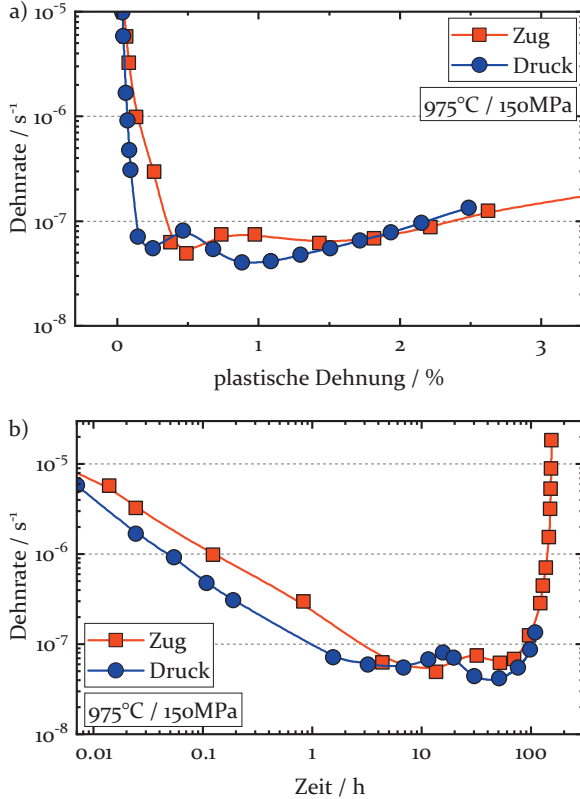 a)
10⁻⁵
10⁻⁶
10⁻⁷
10⁻⁸
Dehnrate / s⁻¹
Zug
Druck
975°C / 150MPa
0 1 2 3
plastische Dehnung / %
b)
10⁻⁵
10⁻⁶
10⁻⁷
10⁻⁸
Dehnrate / s⁻¹
Zug
Druck
975°C / 150MPa
0.01 0.1 1 10 100
Zeit / h